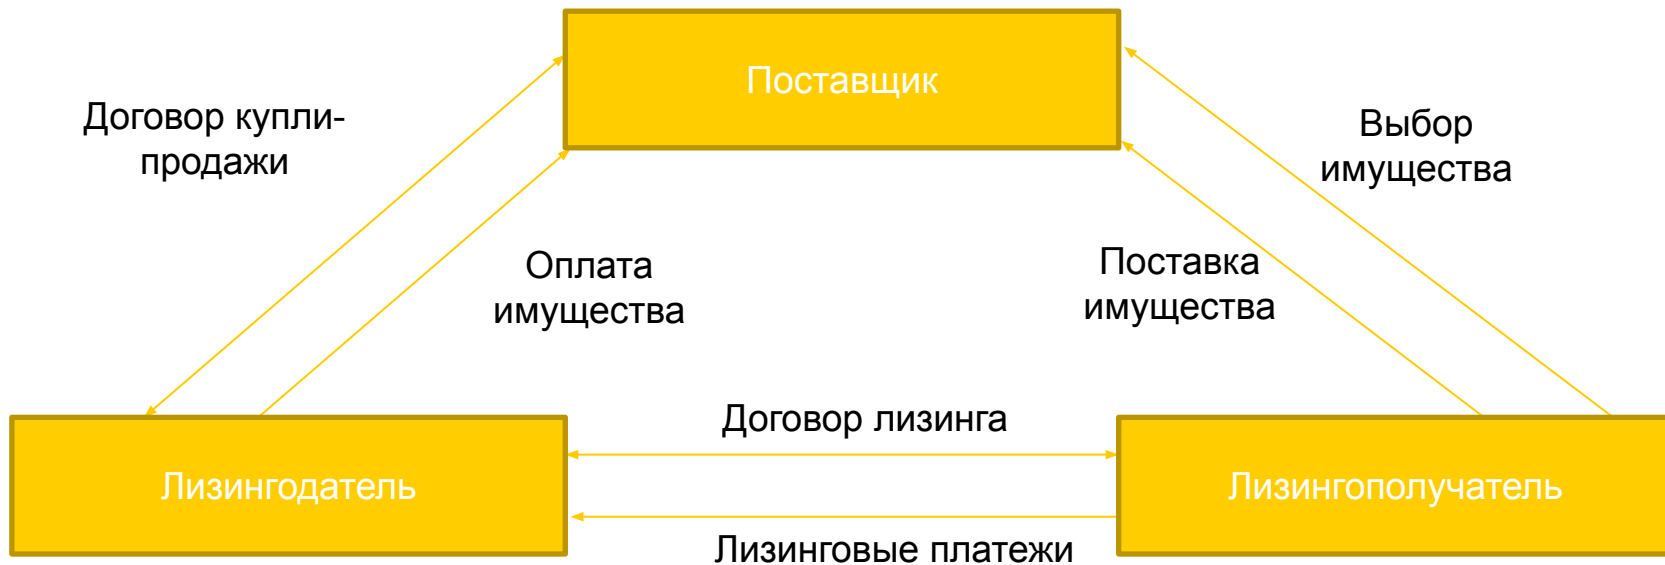 Поставщик
Договор купли-
продажи
Выбор
имущества
Оплата
имущества
Поставка
имущества
Договор лизинга
Лизингодатель
Лизингополучатель
Лизинговые платежи